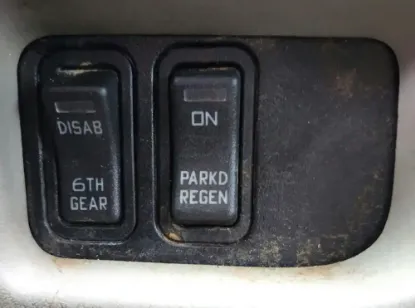 DISAB
6TH
GEAR
ON
PARKD
REGEN